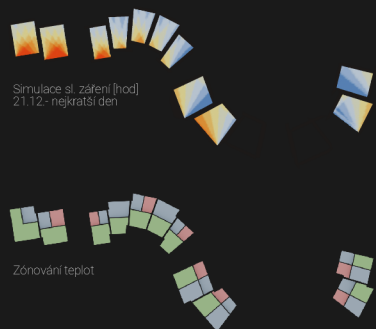 Simulace sl. záření [hod]
21.12.- nejkratší den
Zónování teplot